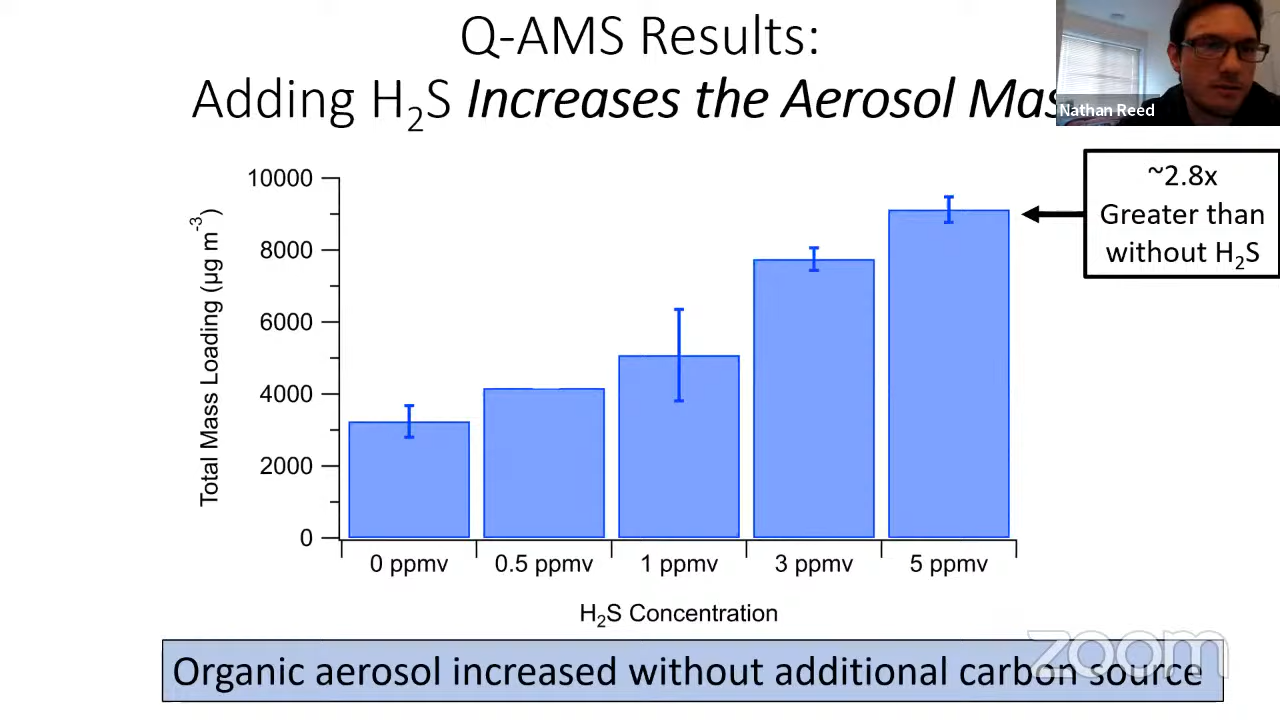 Q-AMS Results:
Adding H₂S Increases the Aerosol Mas
Nathan Reed
~2.8x
Greater than
without H₂S
Total Mass Loading (µg m⁻³)
10000
8000
6000
4000
2000
0
0 ppmv 0.5 ppmv 1 ppmv 3 ppmv 5 ppmv
H₂S Concentration
Organic aerosol increased without additional carbon source
zoom